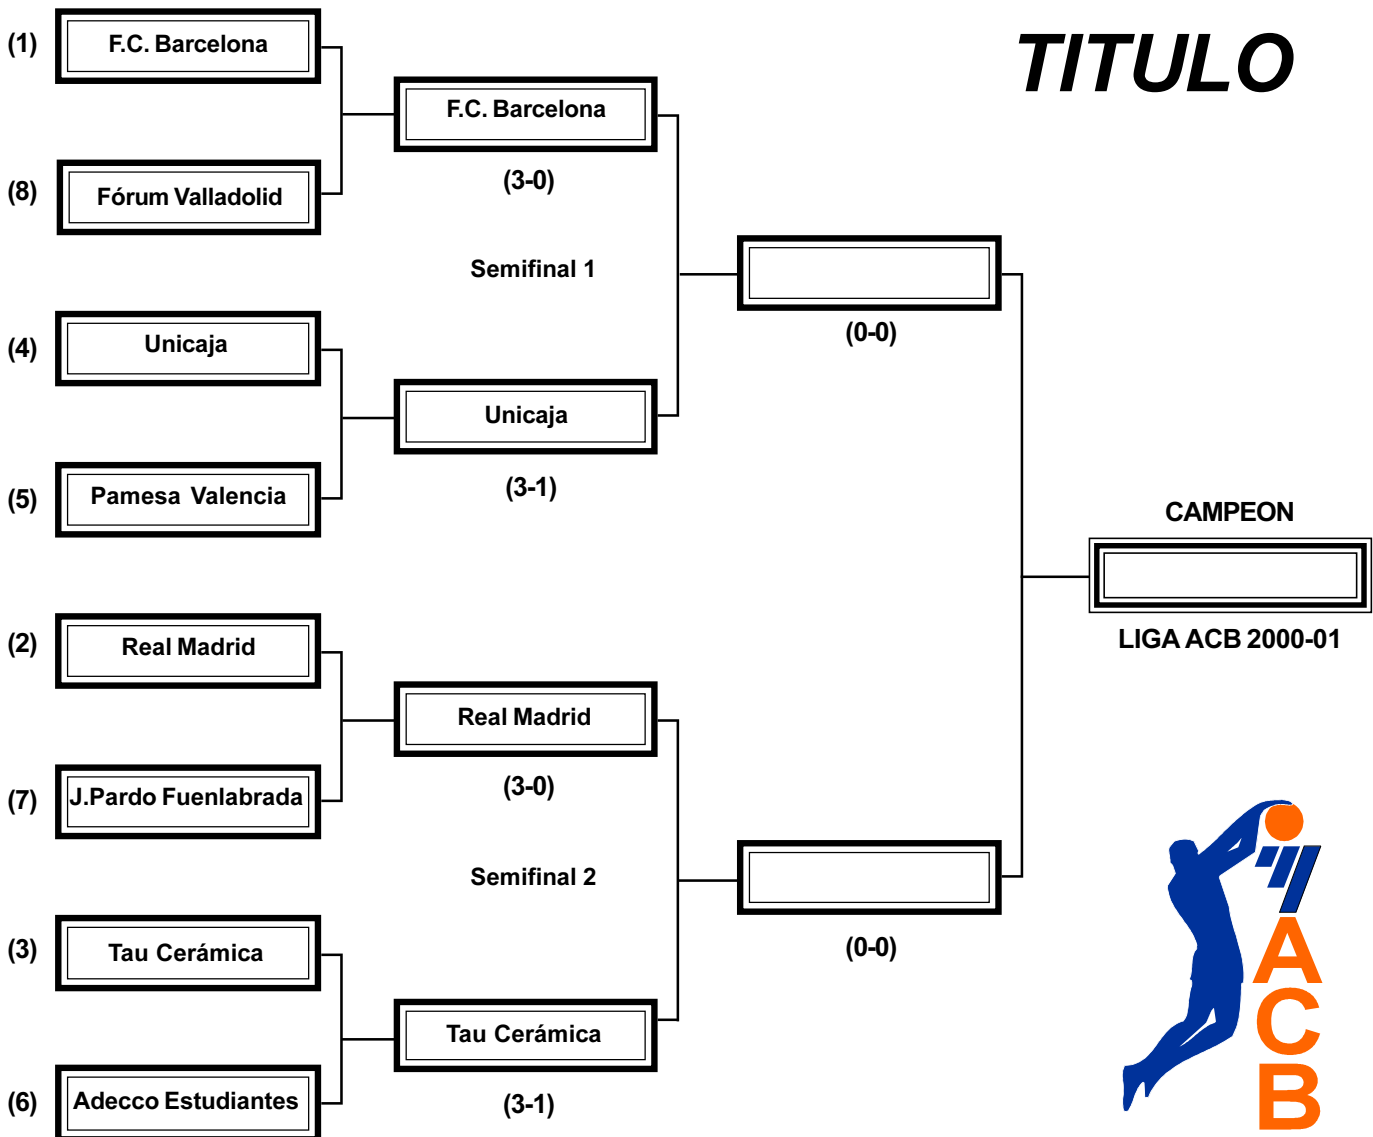 TITULO
(1) F.C. Barcelona
F.C. Barcelona
(3-0)
(8) Fórum Valladolid
Semifinal 1
(0-0)
(4) Unicaja
Unicaja
(3-1)
(5) Pamesa Valencia
CAMPEON
LIGA ACB 2000-01
(2) Real Madrid
Real Madrid
(3-0)
(7) J.Pardo Fuenlabrada
Semifinal 2
(0-0)
(3) Tau Cerámica
Tau Cerámica
(3-1)
(6) Adecco Estudiantes
A
C
B